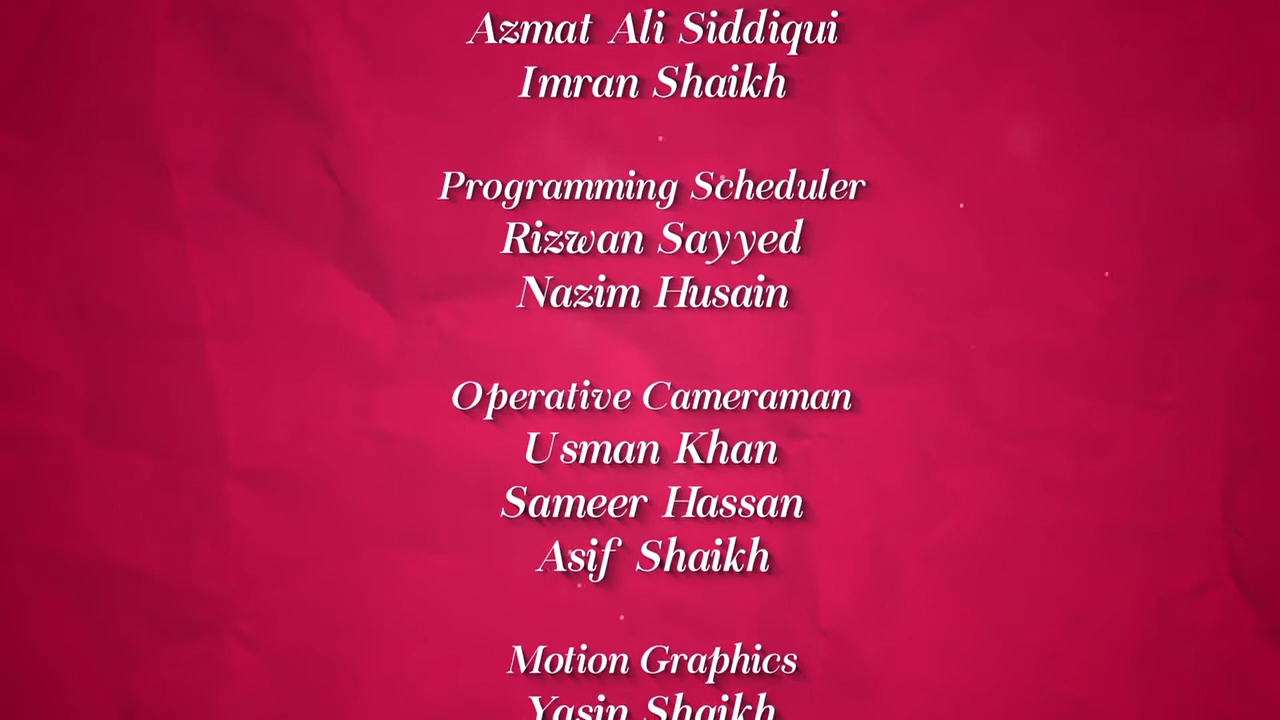 Azmat Ali Siddiqui
Imran Shaikh
Programming Scheduler
Rizwan Sayyed
Nazim Husain
Operative Cameraman
Usman Khan
Sameer Hassan
Asif Shaikh
Motion Graphics
Yasin Shaikh